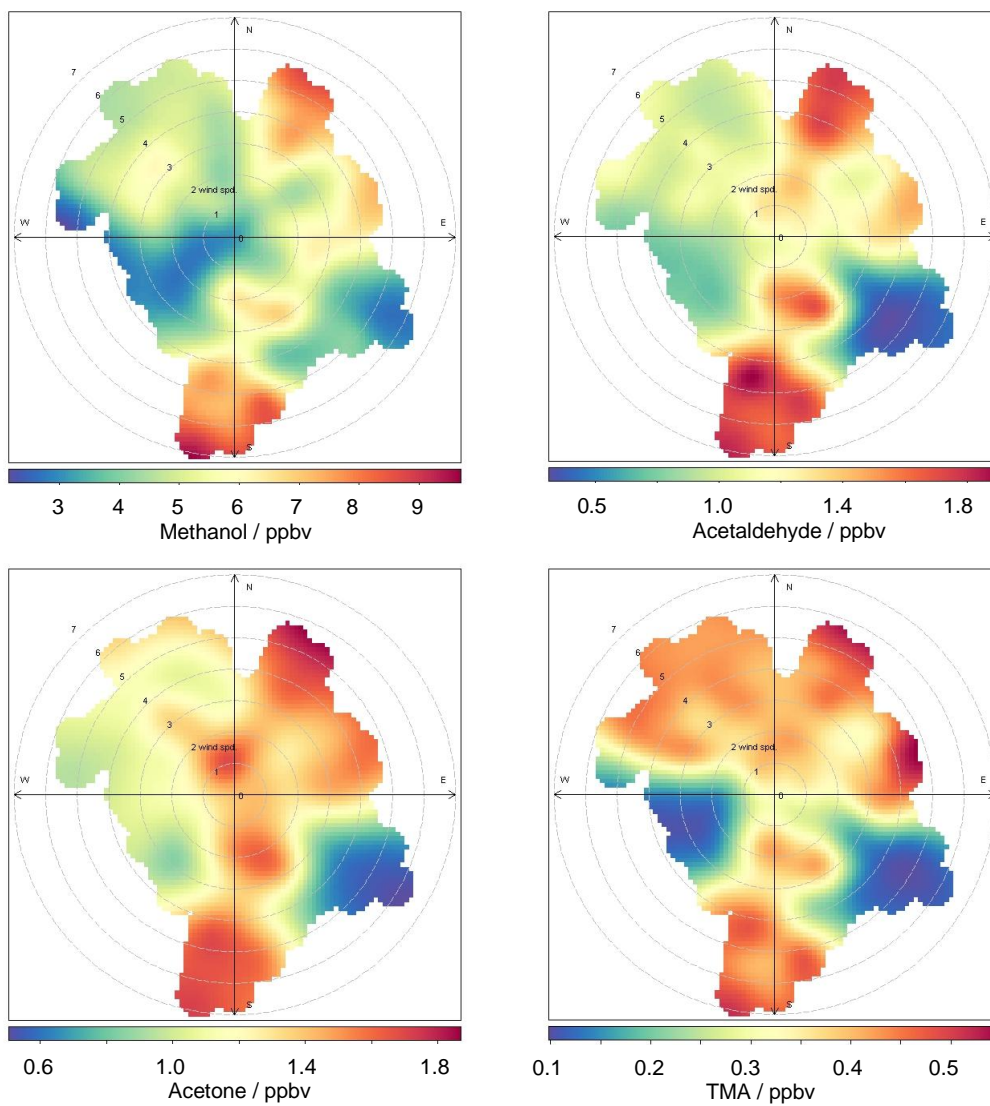 N
7
6
5
4
3
2 wind spd.
1
W
0
E
S
3 4 5 6 7 8 9
Methanol / ppbv
N
7
6
5
4
3
2 wind spd.
1
W
0
E
S
0.5 1.0 1.4 1.8
Acetaldehyde / ppbv
N
7
6
5
4
3
2 wind spd.
1
W
0
E
S
0.6 1.0 1.4 1.8
Acetone / ppbv
N
7
6
5
4
3
2 wind spd.
1
W
0
E
S
0.1 0.2 0.3 0.4 0.5
TMA / ppbv